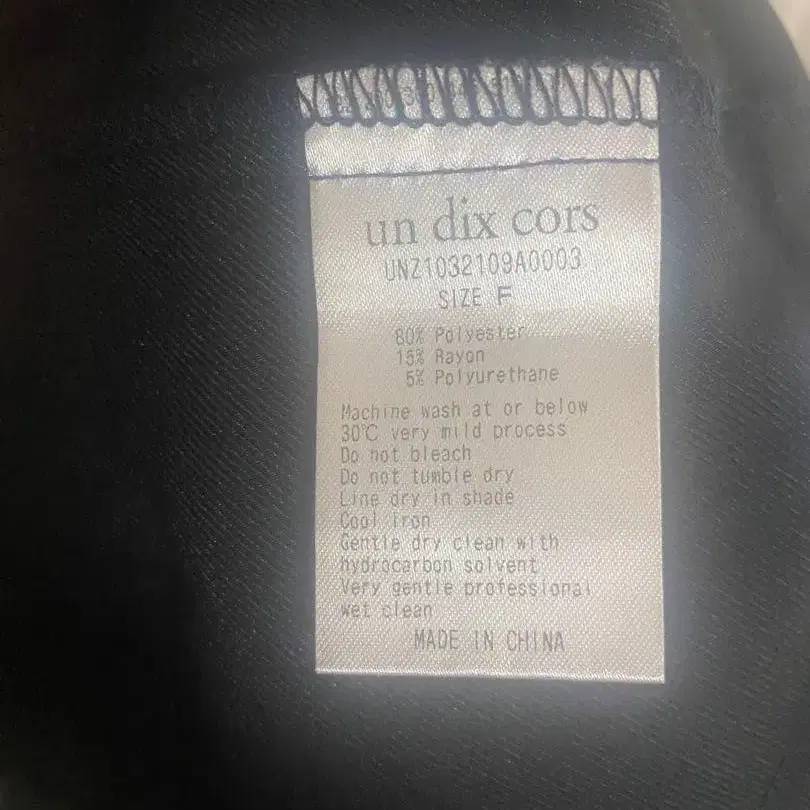 un dix cors
UNZ1032109A0003
SIZE F
80% Polyester
15% Rayon
5% Polyurethane
Machine wash at or below
30℃ very mild process
Do not bleach
Do not tumble dry
Line dry in shade
Cool iron
Gentle dry clean with
hydrocarbon solvent
Very gentle professional
wet clean
MADE IN CHINA